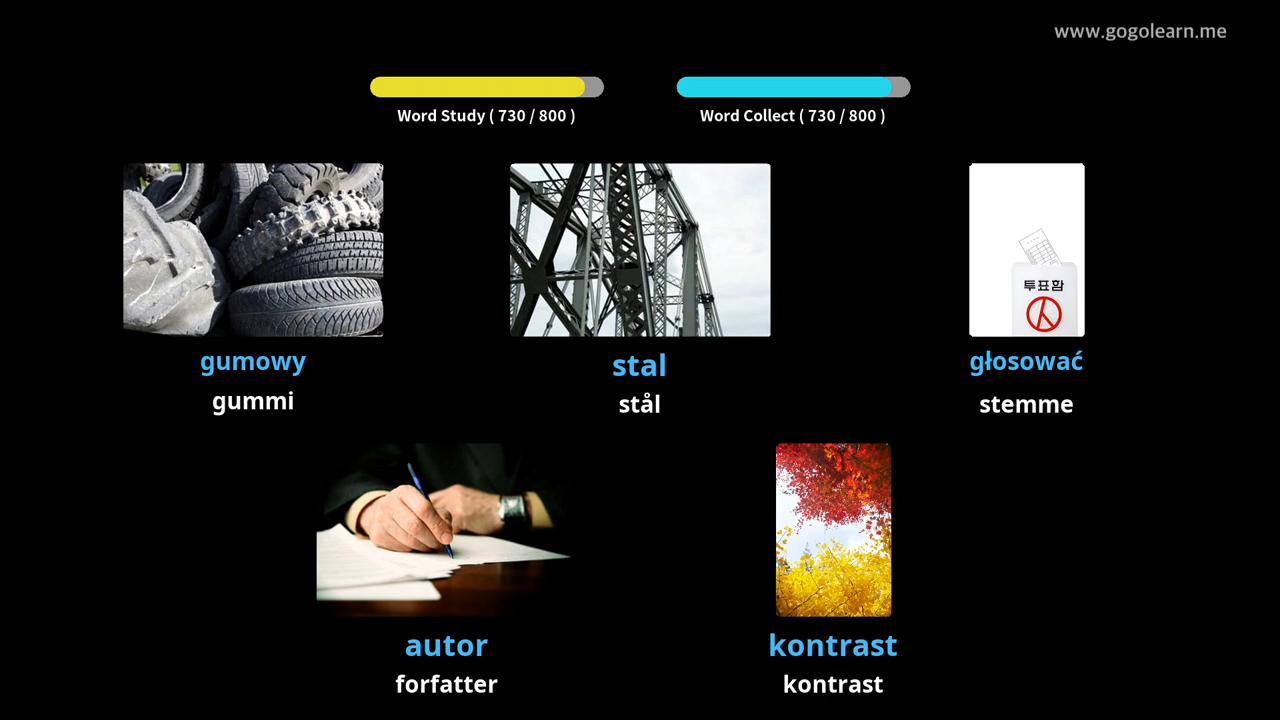 www.gogolearn.me
Word Study ( 730 / 800 )
Word Collect ( 730 / 800 )
투표함
gumowy
gummi
stal
stål
głosować
stemme
autor
forfatter
kontrast
kontrast